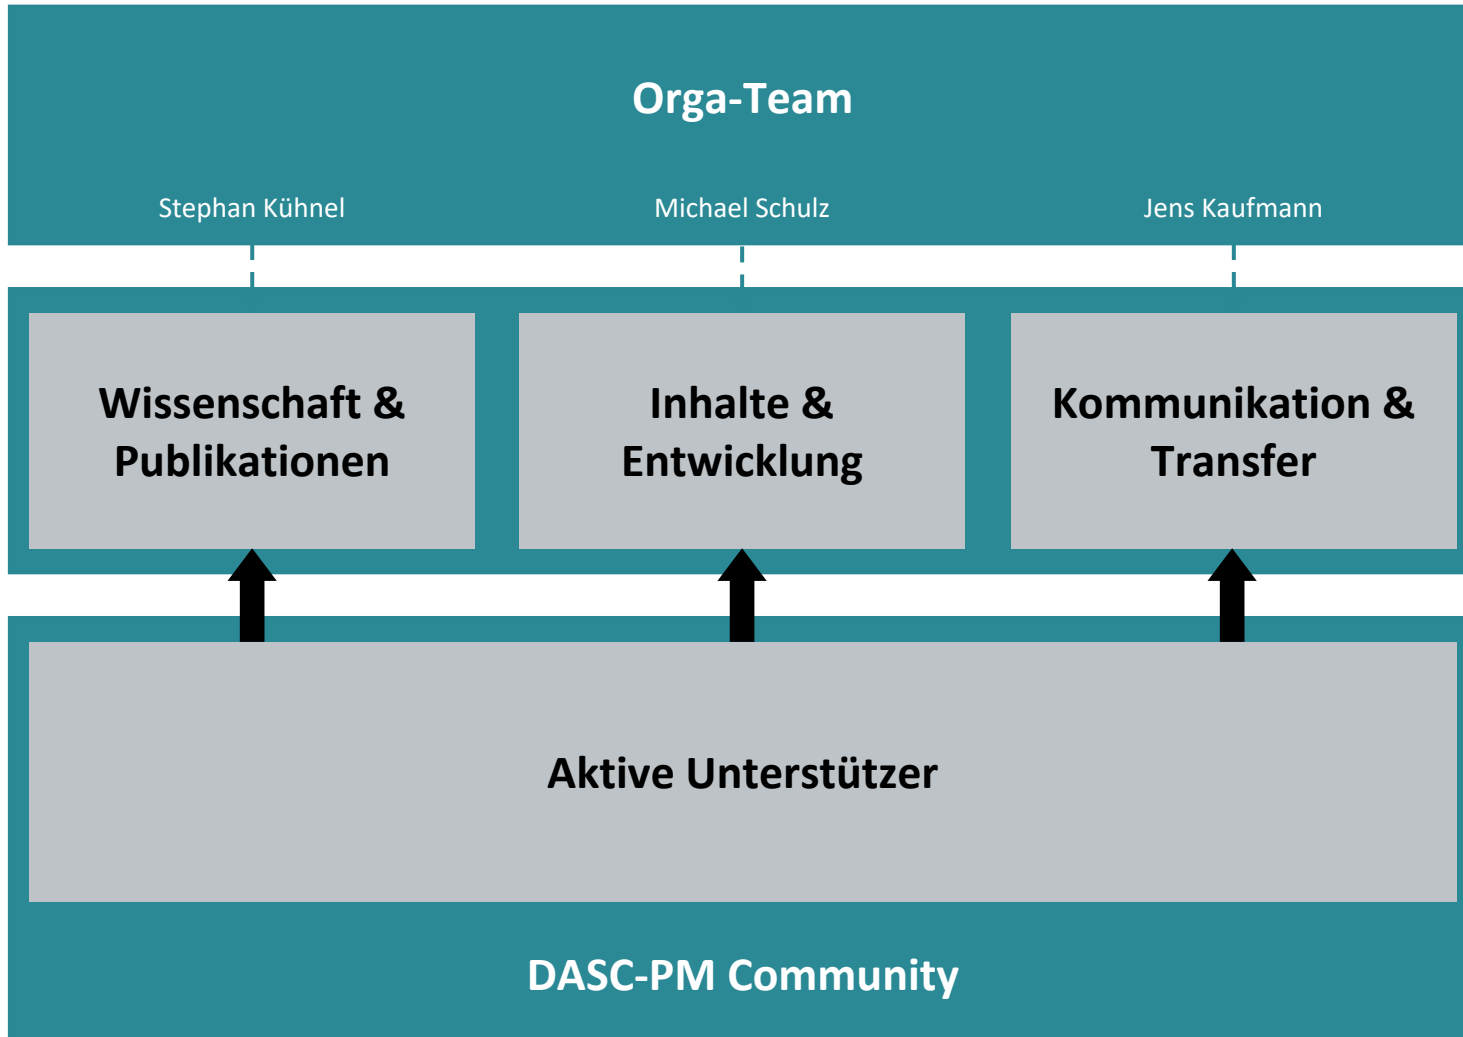 Orga-Team
Stephan Kühnel
Michael Schulz
Jens Kaufmann
Wissenschaft &
Publikationen
Inhalte &
Entwicklung
Kommunikation &
Transfer
Aktive Unterstützer
DASC-PM Community